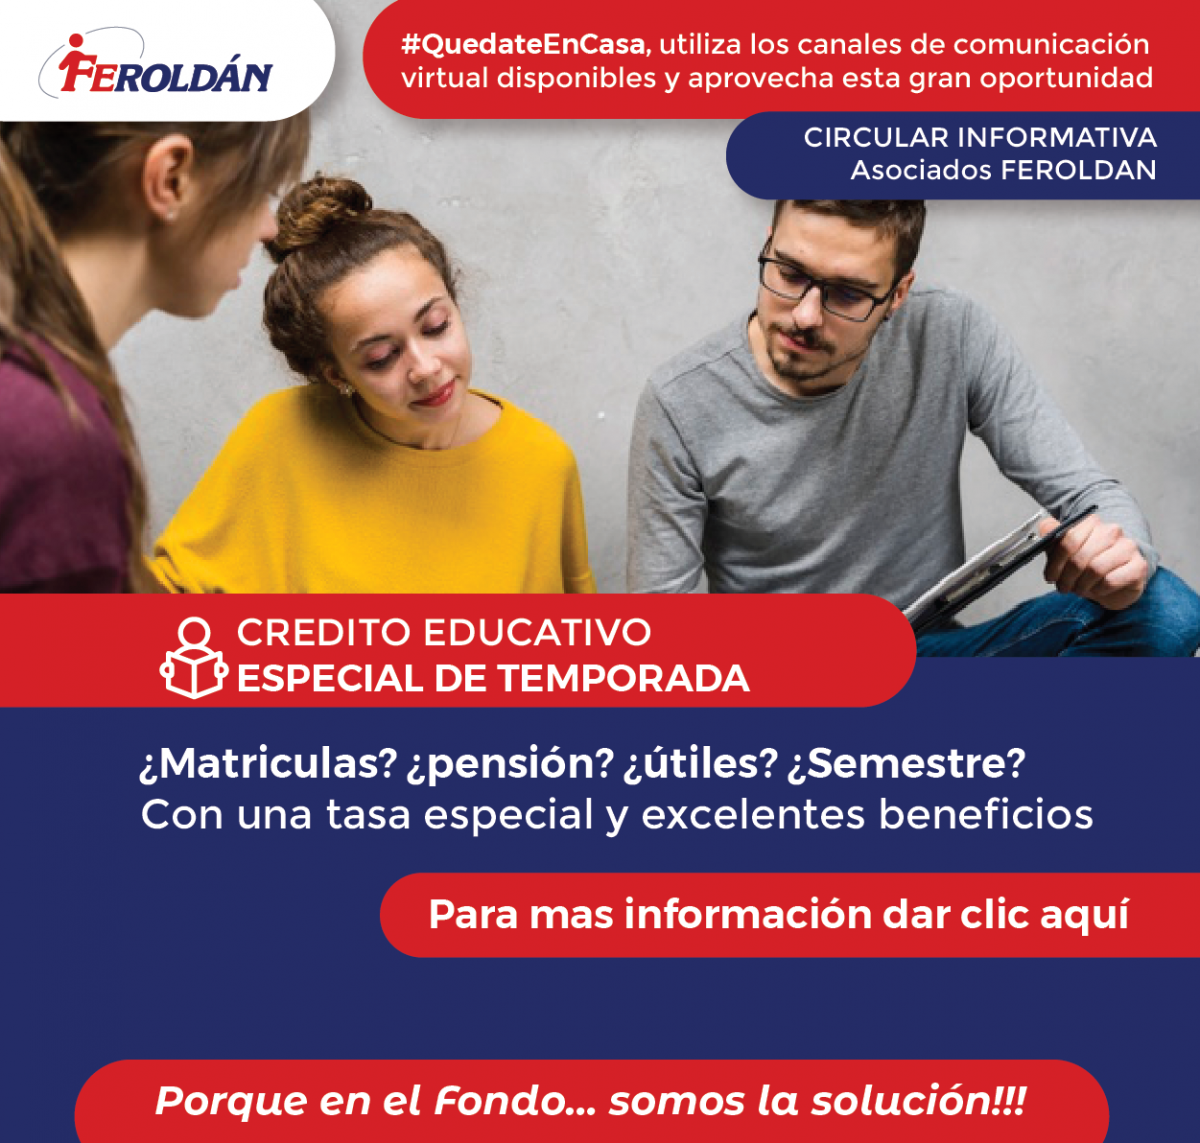 FEROLDÁN
#QuedateEnCasa, utiliza los canales de comunicación
virtual disponibles y aprovecha esta gran oportunidad
CIRCULAR INFORMATIVA
Asociados FEROLDAN
CREDITO EDUCATIVO
ESPECIAL DE TEMPORADA
¿Matriculas? ¿pensión? ¿útiles? ¿Semestre?
Con una tasa especial y excelentes beneficios
Para mas información dar clic aquí
Porque en el Fondo... somos la solución!!!